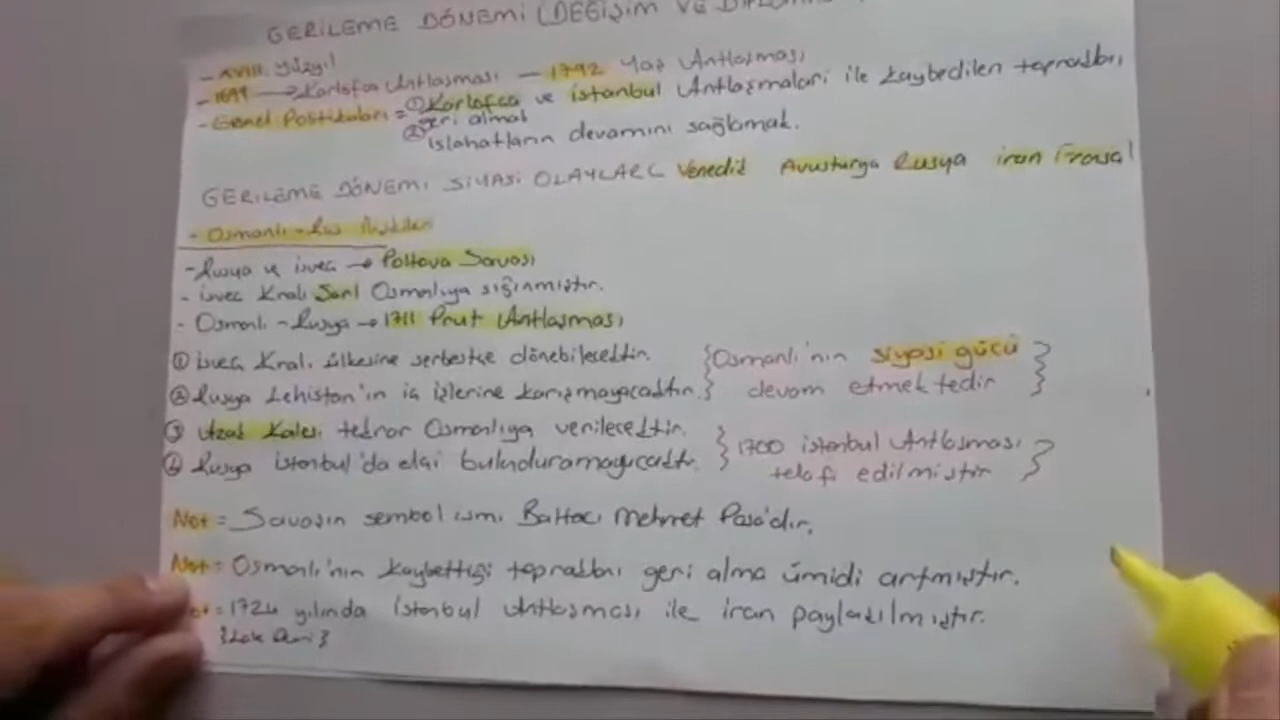 GERİLEME DÖNEMİ (DEĞİŞİM VE
- XVIII. yüzyıl
- 1699 → Karlofça Antlaşması — 1792 Yaş Antlaşması
- Genel Politikaları = ① Karlofça ve İstanbul Antlaşmaları ile kaybedilen toprakları
geri almak
② Islahatların devamını sağlamak.
GERİLEME DÖNEMİ SİYASİ OLAYLARI Venedik Avusturya Rusya İran Fransa
- Osmanlı - Rus İlişkileri
- Rusya ve İsveç → Poltova Savaşı
- İsveç Kralı Şarl Osmanlıya sığınmıştır.
- Osmanlı - Rusya → 1711 Prut Antlaşması
① İsveç Kralı ülkesine serbestçe dönebilecektir.
② Rusya Lehistan'ın iç işlerine karışmayacaktır. } {Osmanlı'nın siyasi gücü
devam etmektedir }
③ Azak Kalesi tekrar Osmanlıya verilecektir.
④ Rusya İstanbul'da elçi bulunduramayacaktır. } 1700 İstanbul Antlaşması
telafi edilmiştir }
Not = Savaşın sembol ismi Baltacı Mehmet Paşa'dır.
Not = Osmanlı'nın kaybettiği toprakları geri alma ümidi artmıştır.
= 1724 yılında İstanbul Antlaşması ile İran paylaşılmıştır.